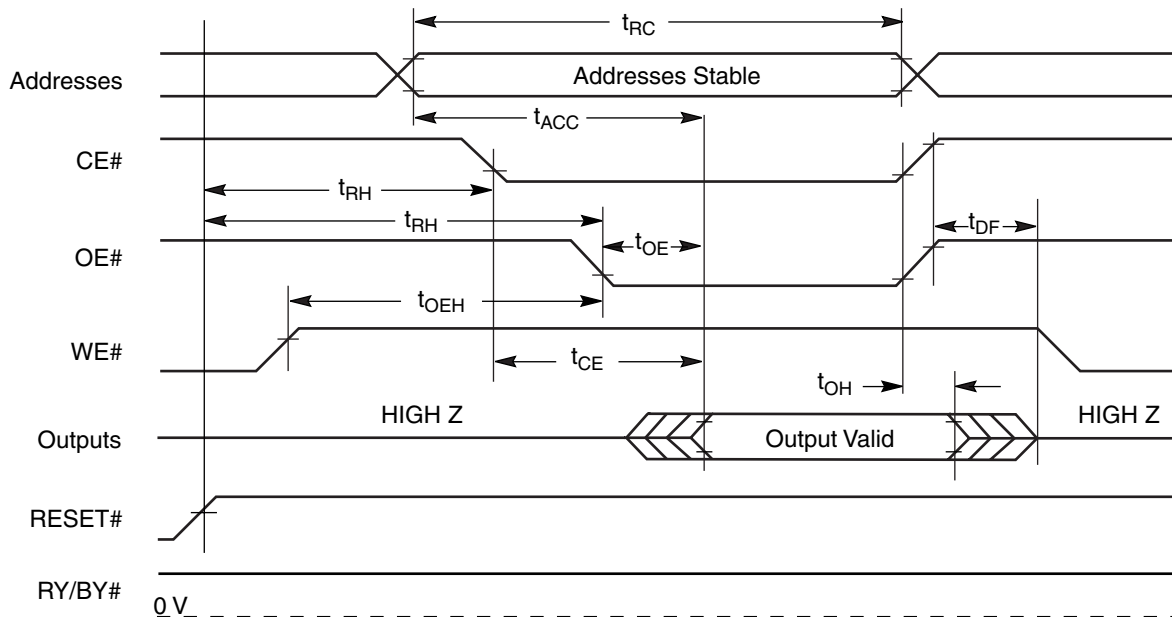 tRC
Addresses
Addresses Stable
tACC
CE#
tRH
tRH
tDF
OE#
tOE
tOEH
WE#
tCE
tOH
HIGH Z
HIGH Z
Outputs
Output Valid
RESET#
RY/BY#
0 V